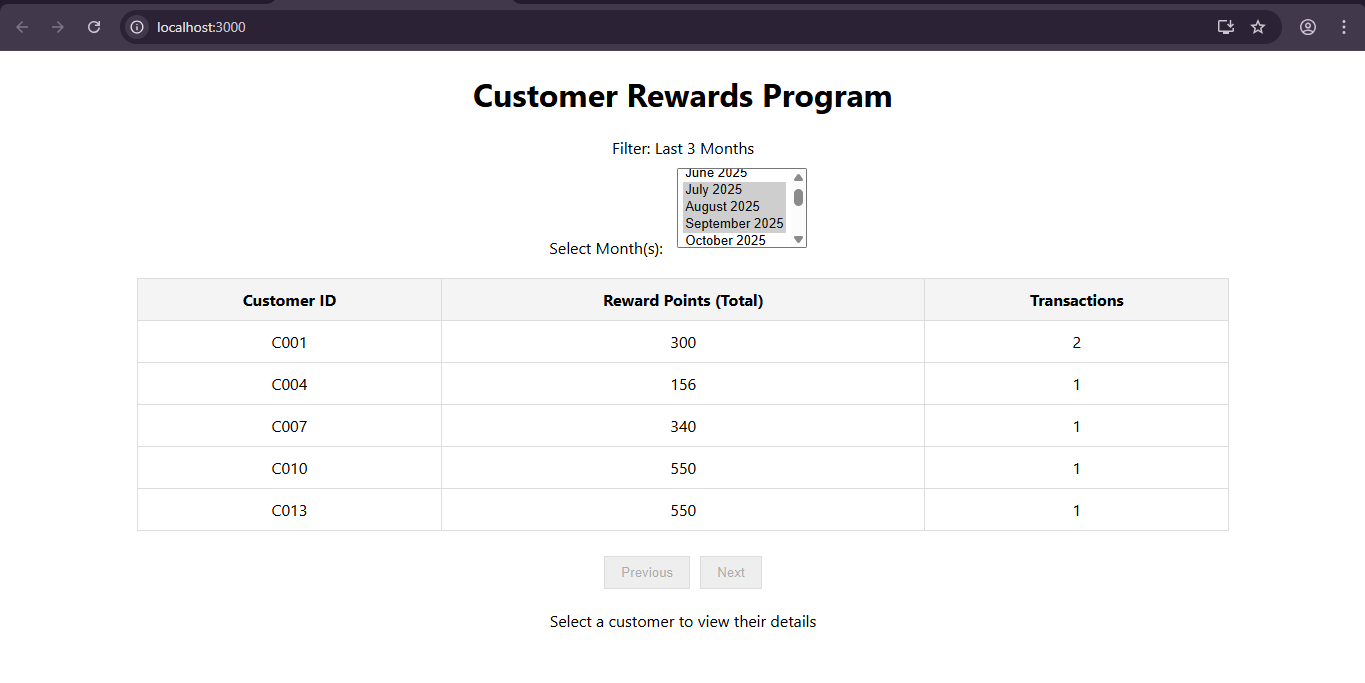 localhost:3000
Customer Rewards Program
Filter: Last 3 Months
June 2025
July 2025
August 2025
September 2025
October 2025
Select Month(s):
Customer ID Reward Points (Total) Transactions
C001 300 2
C004 156 1
C007 340 1
C010 550 1
C013 550 1
Previous Next
Select a customer to view their details